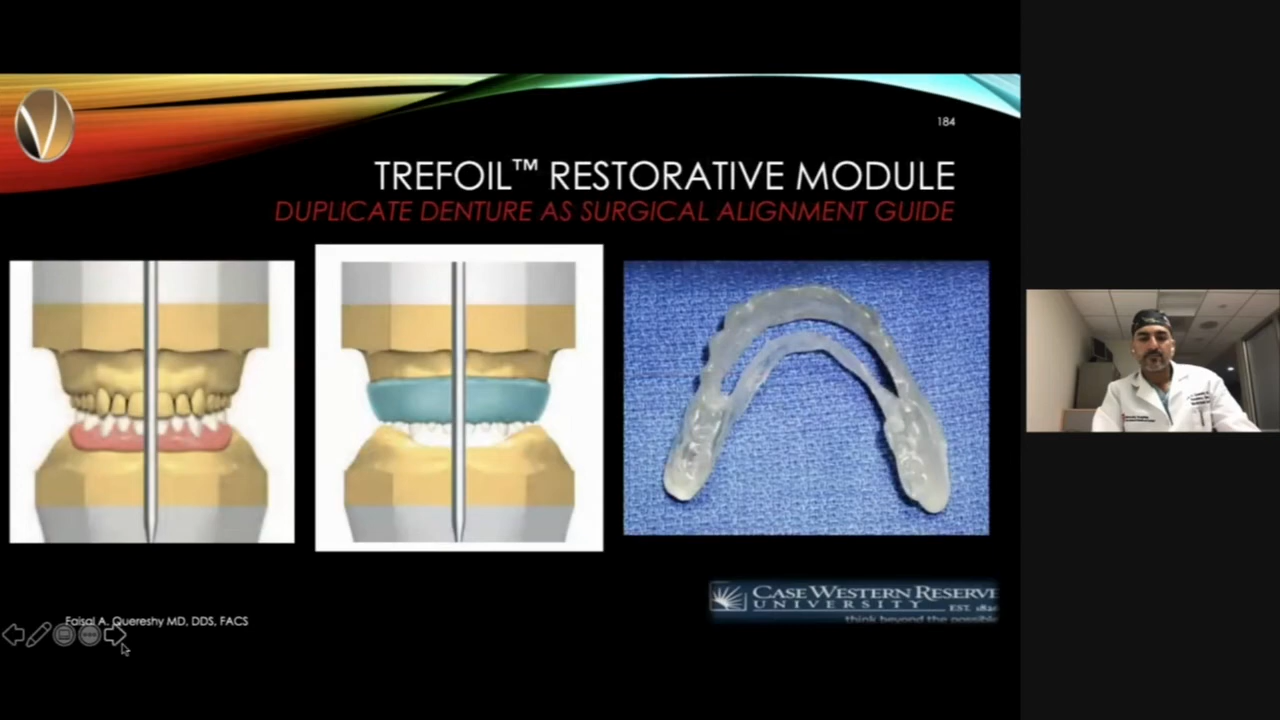 184
TREFOIL™ RESTORATIVE MODULE
DUPLICATE DENTURE AS SURGICAL ALIGNMENT GUIDE
CASE WESTERN RESERVE
UNIVERSITY EST. 1826
think beyond the possible
Faisal A. Quereshy MD, DDS, FACS